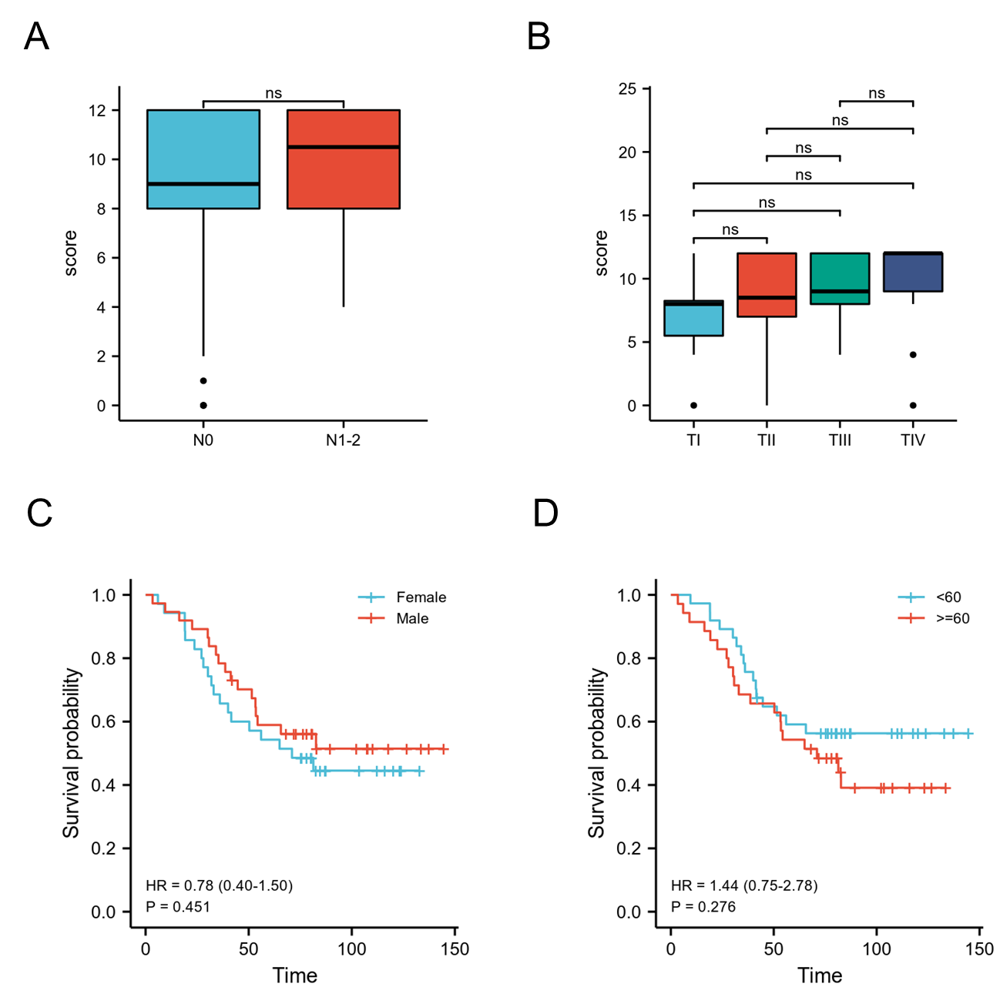 A
B
ns
12
10
8
6
4
2
0
score
N0
N1-2
25
20
15
10
5
0
score
ns
ns
ns
ns
ns
ns
TI
TII
TIII
TIV
C
D
1.0
0.8
0.6
0.4
0.2
0.0
Survival probability
Female
Male
HR = 0.78 (0.40-1.50)
P = 0.451
0
50
100
150
Time
1.0
0.8
0.6
0.4
0.2
0.0
Survival probability
<60
>=60
HR = 1.44 (0.75-2.78)
P = 0.276
0
50
100
150
Time